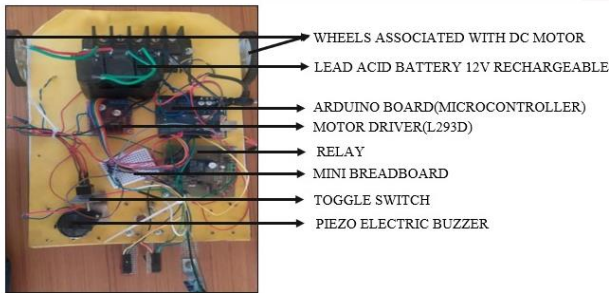 WHEELS ASSOCIATED WITH DC MOTOR
LEAD ACID BATTERY 12V RECHARGEABLE
ARDUINO BOARD(MICROCONTROLLER)
MOTOR DRIVER(L293D)
RELAY
MINI BREADBOARD
TOGGLE SWITCH
PIEZO ELECTRIC BUZZER